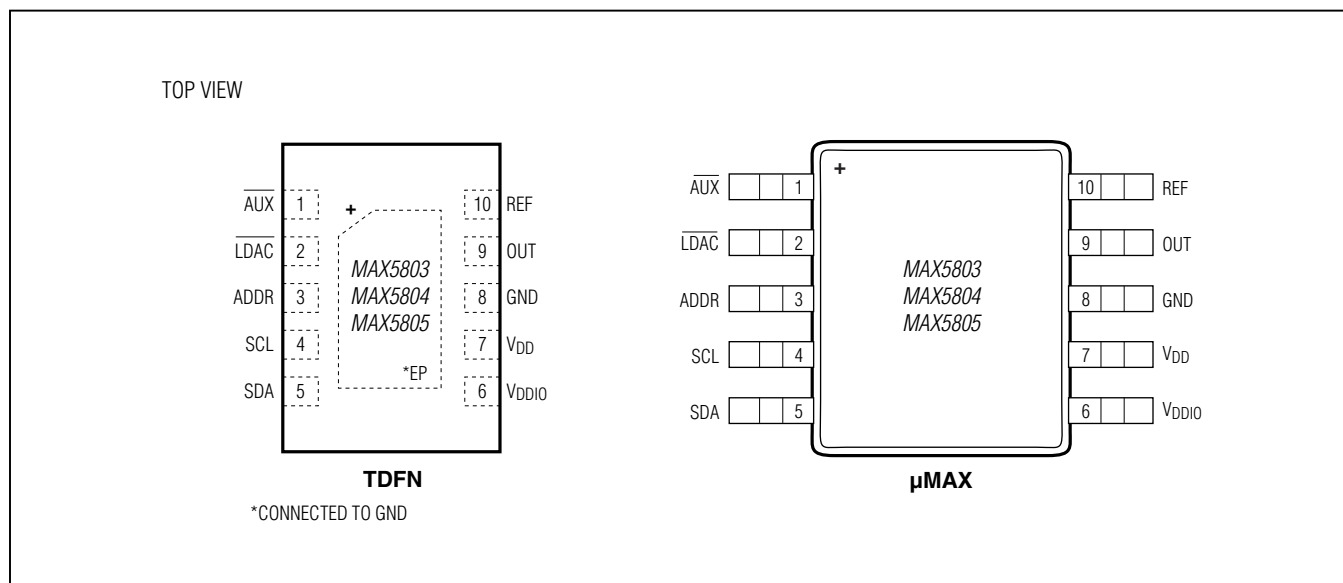 TOP VIEW
AUX 1
LDAC 2
ADDR 3
SCL 4
SDA 5
+
MAX5803
MAX5804
MAX5805
*EP
10 REF
9 OUT
8 GND
7 VDD
6 VDDIO
TDFN
*CONNECTED TO GND
AUX 1
LDAC 2
ADDR 3
SCL 4
SDA 5
+
MAX5803
MAX5804
MAX5805
10 REF
9 OUT
8 GND
7 VDD
6 VDDIO
µMAX